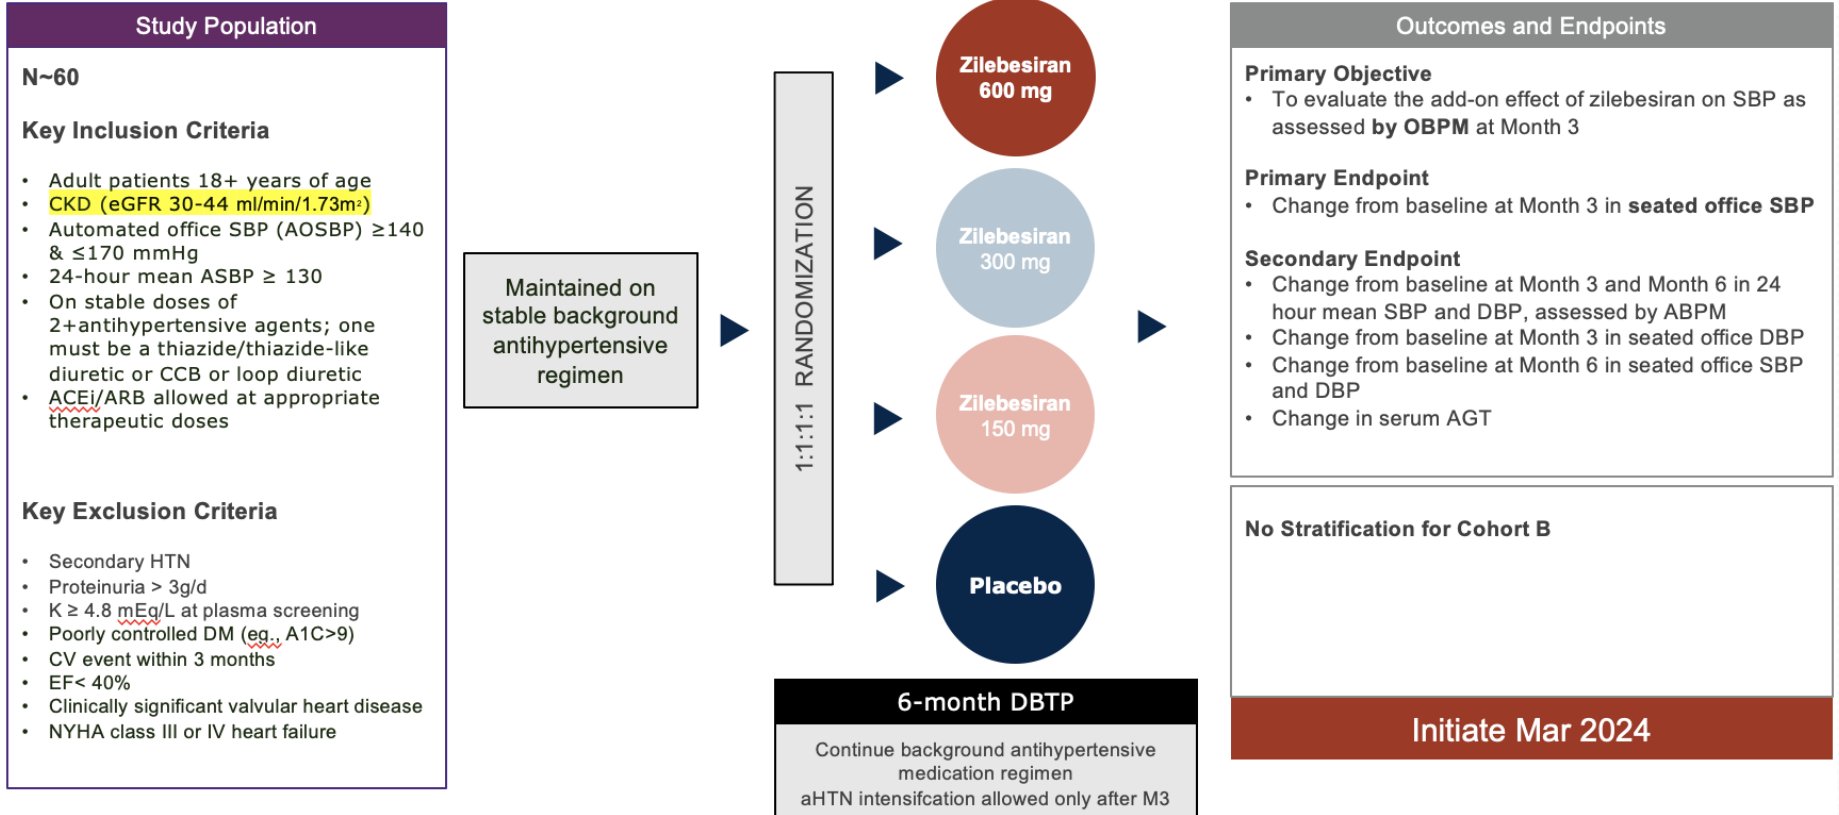 Study Population
N~60
Key Inclusion Criteria
• Adult patients 18+ years of age
• CKD (eGFR 30-44 ml/min/1.73m²)
• Automated office SBP (AOSBP) ≥140
& ≤170 mmHg
• 24-hour mean ASBP ≥ 130
• On stable doses of
2+antihypertensive agents; one
must be a thiazide/thiazide-like
diuretic or CCB or loop diuretic
• ACEi/ARB allowed at appropriate
therapeutic doses
Key Exclusion Criteria
• Secondary HTN
• Proteinuria > 3g/d
• K ≥ 4.8 mEq/L at plasma screening
• Poorly controlled DM (eg., A1C>9)
• CV event within 3 months
• EF< 40%
• Clinically significant valvular heart disease
• NYHA class III or IV heart failure
Maintained on
stable background
antihypertensive
regimen
1:1:1:1 RANDOMIZATION
Zilebesiran
600 mg
Zilebesiran
300 mg
Zilebesiran
150 mg
Placebo
6-month DBTP
Continue background antihypertensive
medication regimen
aHTN intensifcation allowed only after M3
Outcomes and Endpoints
Primary Objective
• To evaluate the add-on effect of zilebesiran on SBP as
assessed by OBPM at Month 3
Primary Endpoint
• Change from baseline at Month 3 in seated office SBP
Secondary Endpoint
• Change from baseline at Month 3 and Month 6 in 24
hour mean SBP and DBP, assessed by ABPM
• Change from baseline at Month 3 in seated office DBP
• Change from baseline at Month 6 in seated office SBP
and DBP
• Change in serum AGT
No Stratification for Cohort B
Initiate Mar 2024